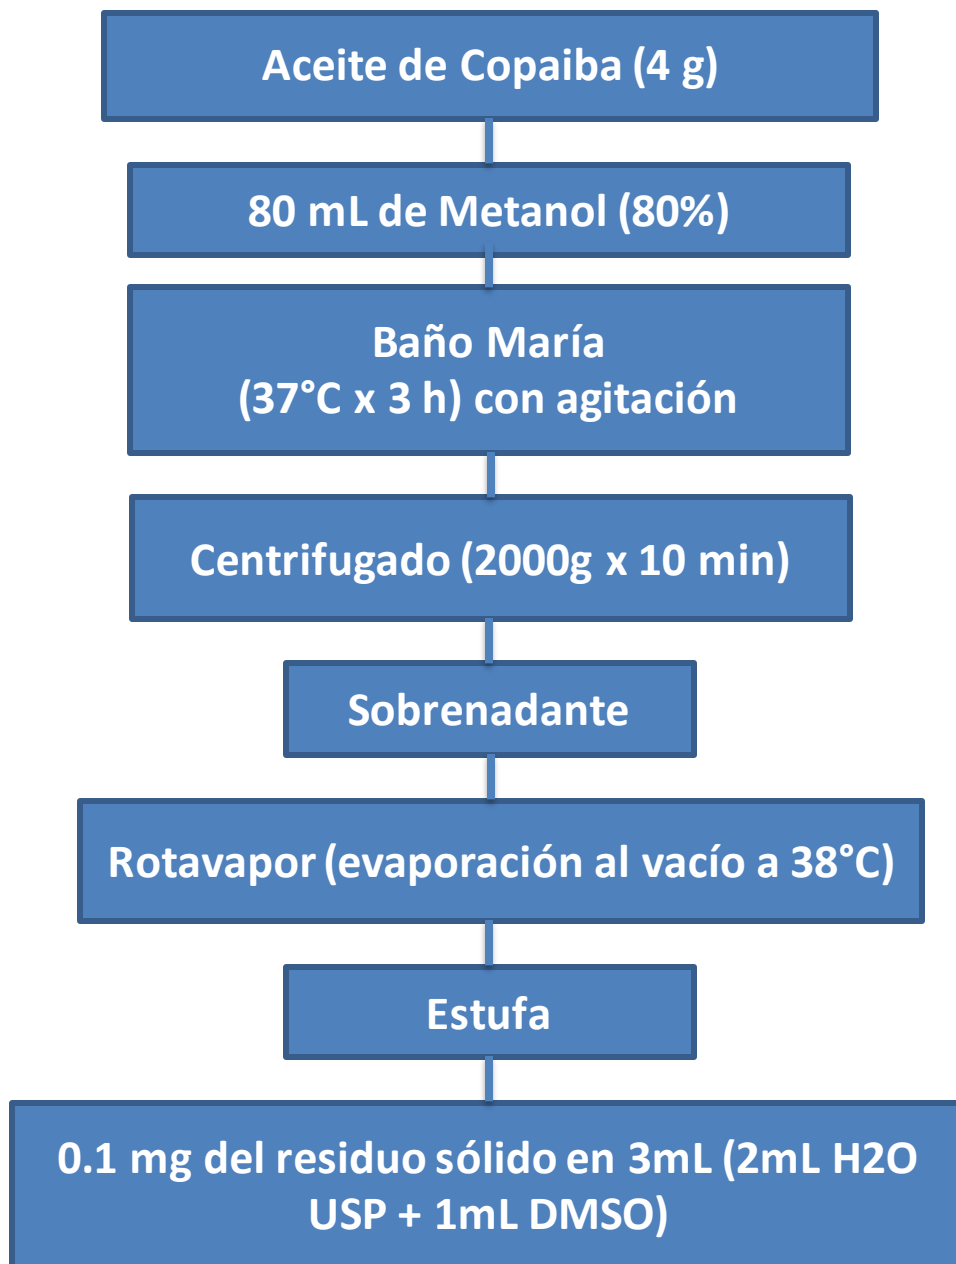 Aceite de Copaiba (4 g)
80 mL de Metanol (80%)
Baño María
(37°C x 3 h) con agitación
Centrifugado (2000g x 10 min)
Sobrenadante
Rotavapor (evaporación al vacío a 38°C)
Estufa
0.1 mg del residuo sólido en 3mL (2mL H2O
USP + 1mL DMSO)